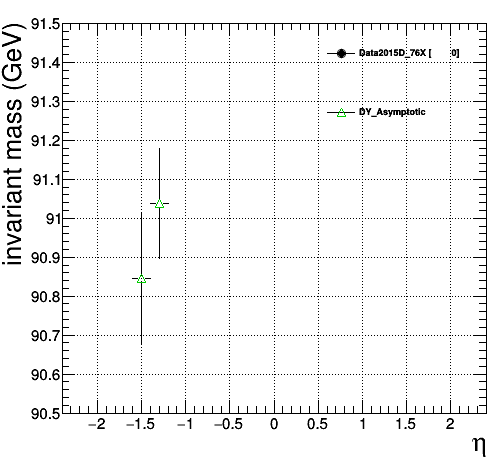 invariant mass (GeV)
91.5
91.4
91.3
91.2
91.1
91
90.9
90.8
90.7
90.6
90.5
Data2015D_76X [ 0]
DY_Asymptotic
−2 −1.5 −1 −0.5 0 0.5 1 1.5 2
η